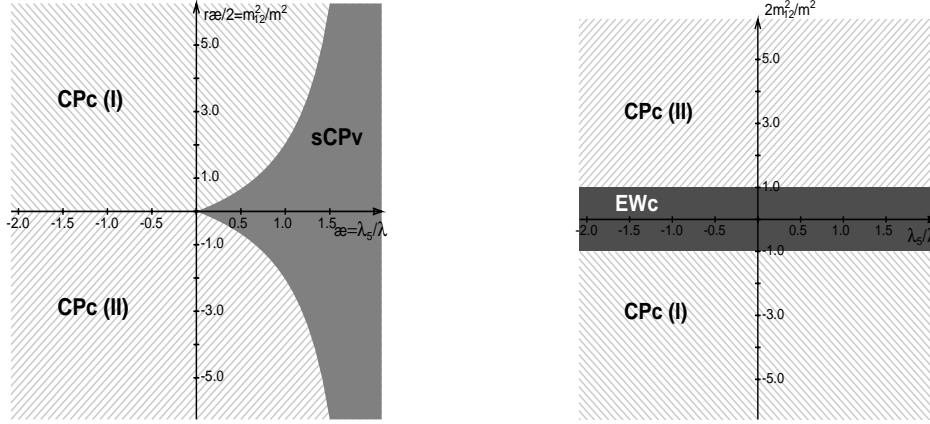 ræ/2=m²₁₂/m²
5.0
CPc (I)
3.0
sCPv
1.0
-2.0 -1.5 -1.0 -0.5 0.5 1.0 1.5
æ=λ₅/λ
-1.0
CPc (II)
-3.0
-5.0
2m²₁₂/m²
5.0
CPc (II)
3.0
1.0
EWc
-2.0 -1.5 -1.0 -0.5 0.5 1.0 1.5
λ₅/λ
-1.0
CPc (I)
-3.0
-5.0